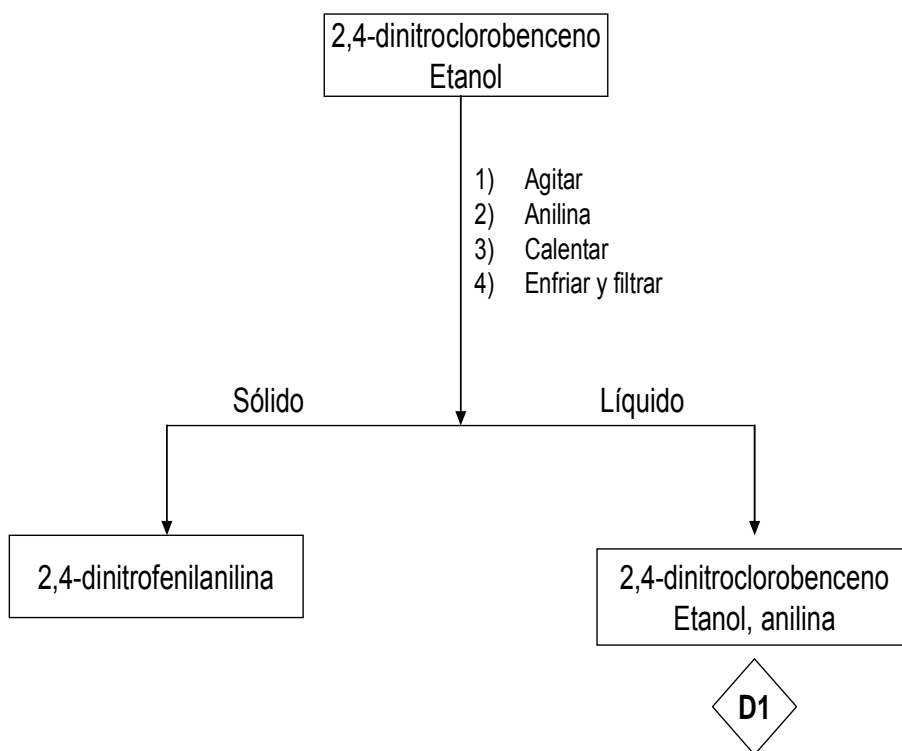 2,4-dinitroclorobenceno
Etanol
1) Agitar
2) Anilina
3) Calentar
4) Enfriar y filtrar
Sólido
Líquido
2,4-dinitrofenilanilina
2,4-dinitroclorobenceno
Etanol, anilina
D1